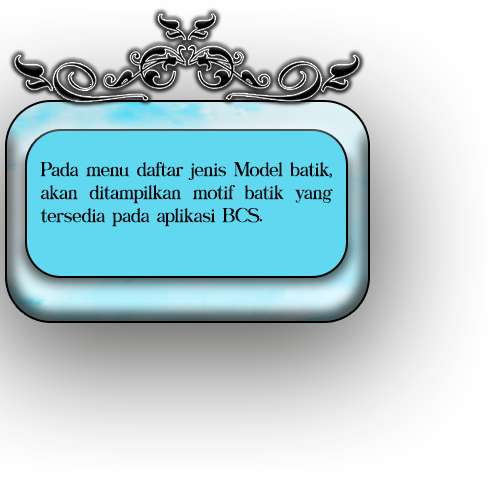 Pada menu daftar jenis Model batik,
akan ditampilkan motif batik yang
tersedia pada aplikasi BCS.